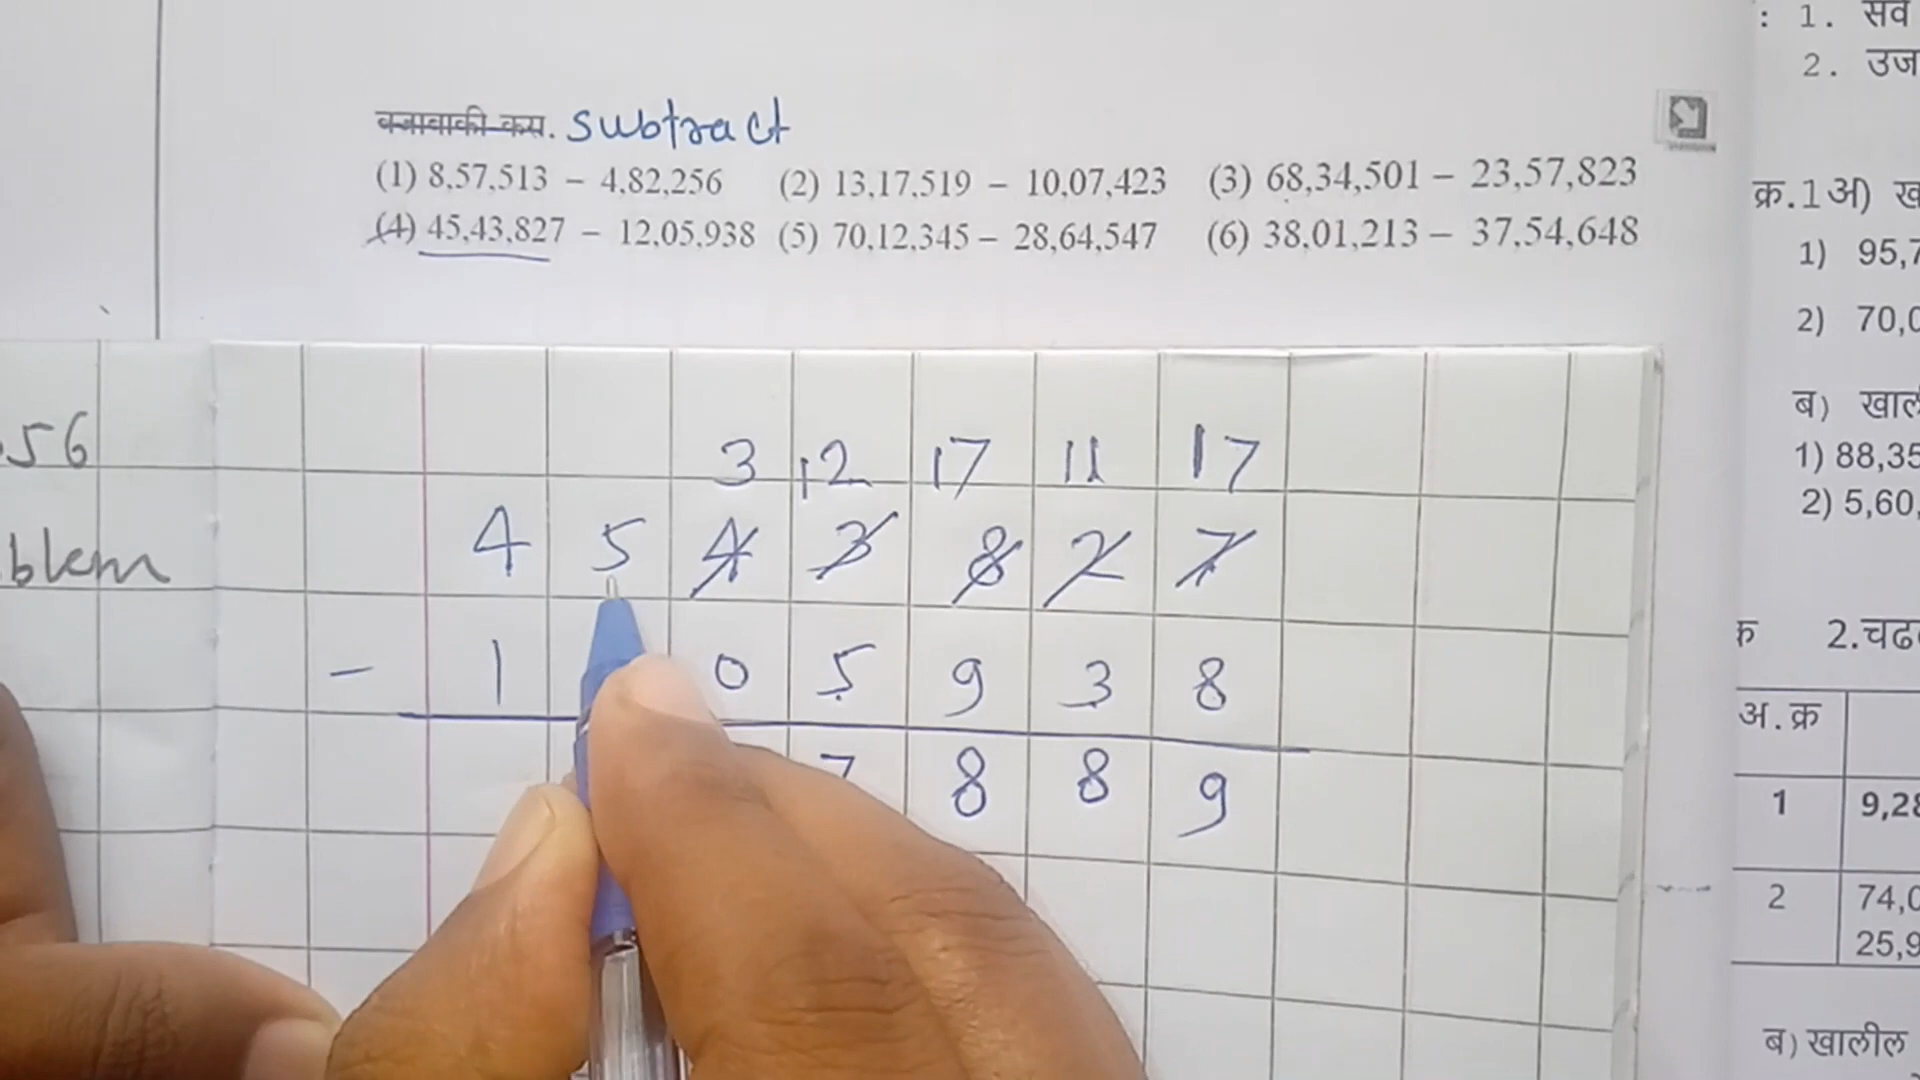 : 1. सर्व
2. उज
बजावाकी करा. subtract
(1) 8,57,513 – 4,82,256 (2) 13,17,519 – 10,07,423 (3) 68,34,501 – 23,57,823
(4) 45,43,827 – 12,05,938 (5) 70,12,345 – 28,64,547 (6) 38,01,213 – 37,54,648
क्र.1अ) ख
1) 95,7
2) 70,0
ब) खाल
1) 88,35
2) 5,60,
56
blem
3 12 17 11 17
4 5 4 3 8 2 7
– 1 0 5 9 3 8
7 8 8 9
2.चढ
अ.क्र
1 9,28
2 74,0
25,9
ब) खालील